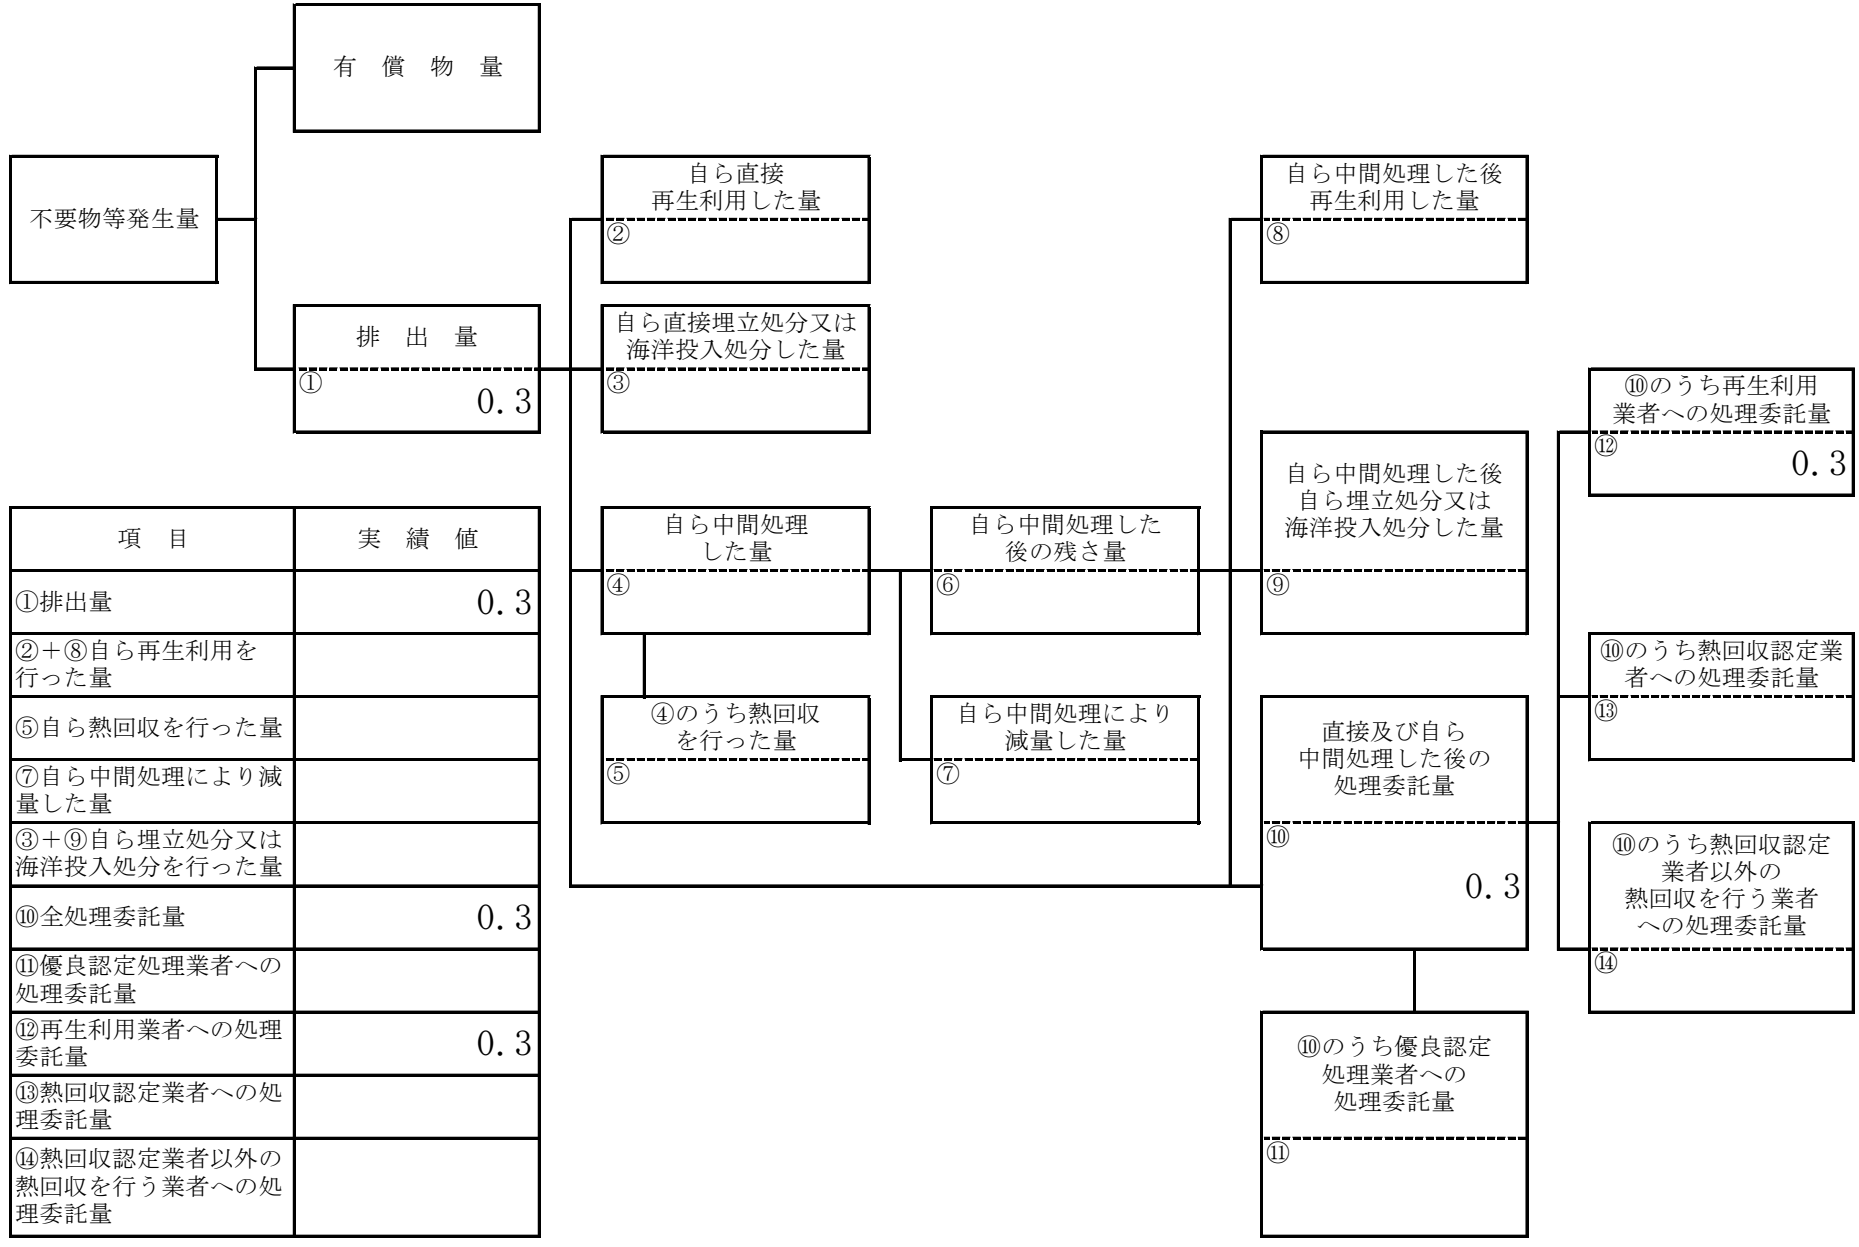 有　償　物　量
不要物等発生量
自ら直接
再生利用した量
②
自ら中間処理した後
再生利用した量
⑧
排　出　量
①
0.3
自ら直接埋立処分又は
海洋投入処分した量
③
⑩のうち再生利用
業者への処理委託量
⑫
0.3
自ら中間処理した後
自ら埋立処分又は
海洋投入処分した量
⑨
自ら中間処理
した量
④
自ら中間処理した
後の残さ量
⑥
⑩のうち熱回収認定業
者への処理委託量
⑬
④のうち熱回収
を行った量
⑤
自ら中間処理により
減量した量
⑦
直接及び自ら
中間処理した後の
処理委託量
⑩
0.3
⑩のうち熱回収認定
業者以外の
熱回収を行う業者
への処理委託量
⑭
⑩のうち優良認定
処理業者への
処理委託量
⑪
項　目　実　績　値
①排出量　0.3
②＋⑧自ら再生利用を
行った量
⑤自ら熱回収を行った量
⑦自ら中間処理により減
量した量
③＋⑨自ら埋立処分又は
海洋投入処分を行った量
⑩全処理委託量　0.3
⑪優良認定処理業者への
処理委託量
⑫再生利用業者への処理
委託量　0.3
⑬熱回収認定業者への処
理委託量
⑭熱回収認定業者以外の
熱回収を行う業者への処
理委託量